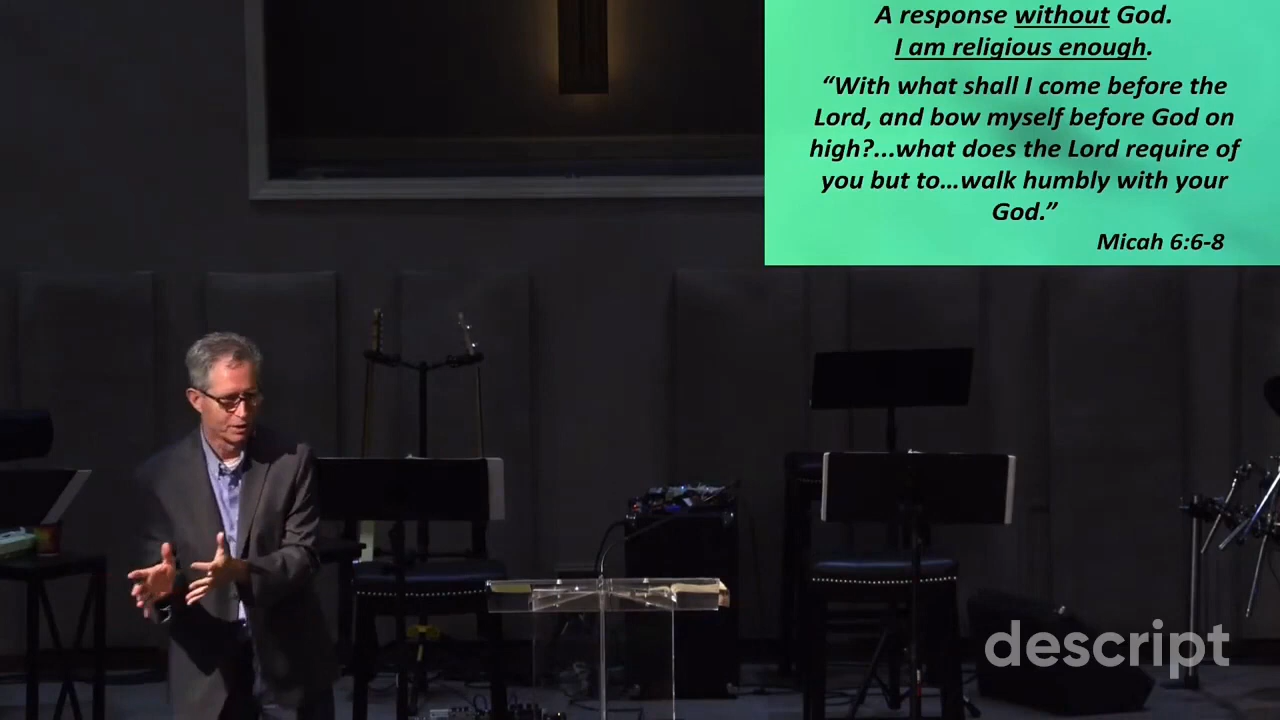 A response without God.
I am religious enough.
“With what shall I come before the
Lord, and bow myself before God on
high?...what does the Lord require of
you but to…walk humbly with your
God.”
Micah 6:6-8
descript